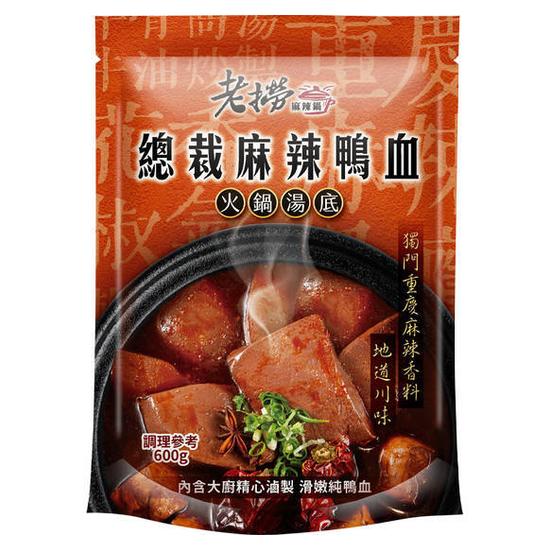 老撈
麻辣鍋
總裁麻辣鴨血
火鍋湯底
獨門重慶麻辣香料
地道川味
調理參考
600g
內含大廚精心滷製 滑嫩純鴨血